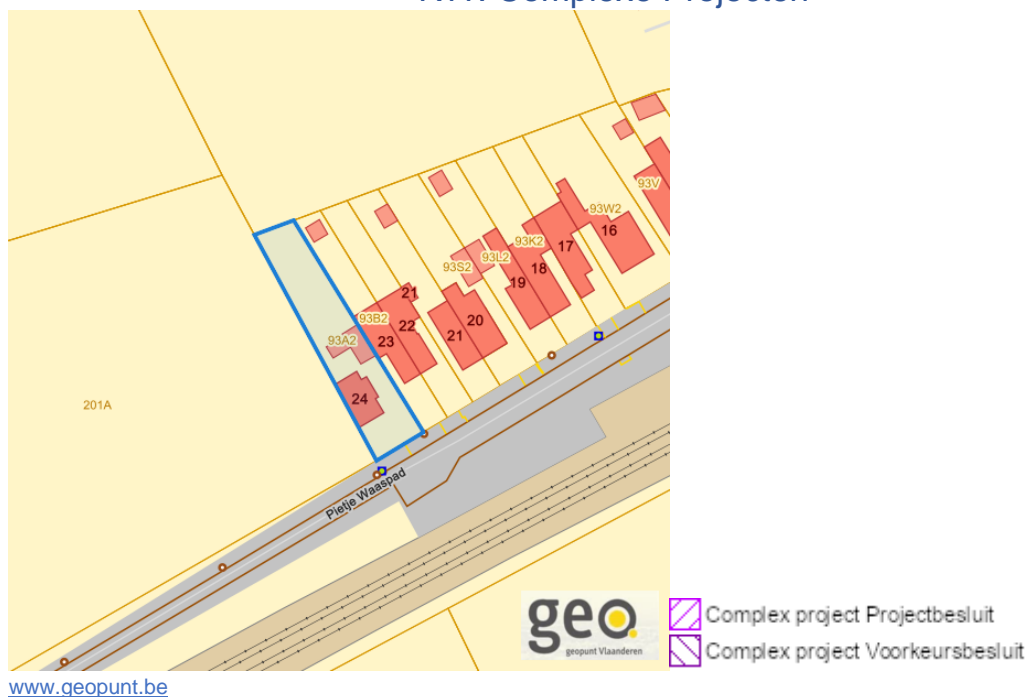 93V
93W2
16
93K2
17
93L2
93S2
18
19
21
93B2
22
20
21
23
93A2
24
201A
Pietje Waaspad
geo
geopunt Vlaanderen
Complex project Projectbesluit
Complex project Voorkeursbesluit
www.geopunt.be